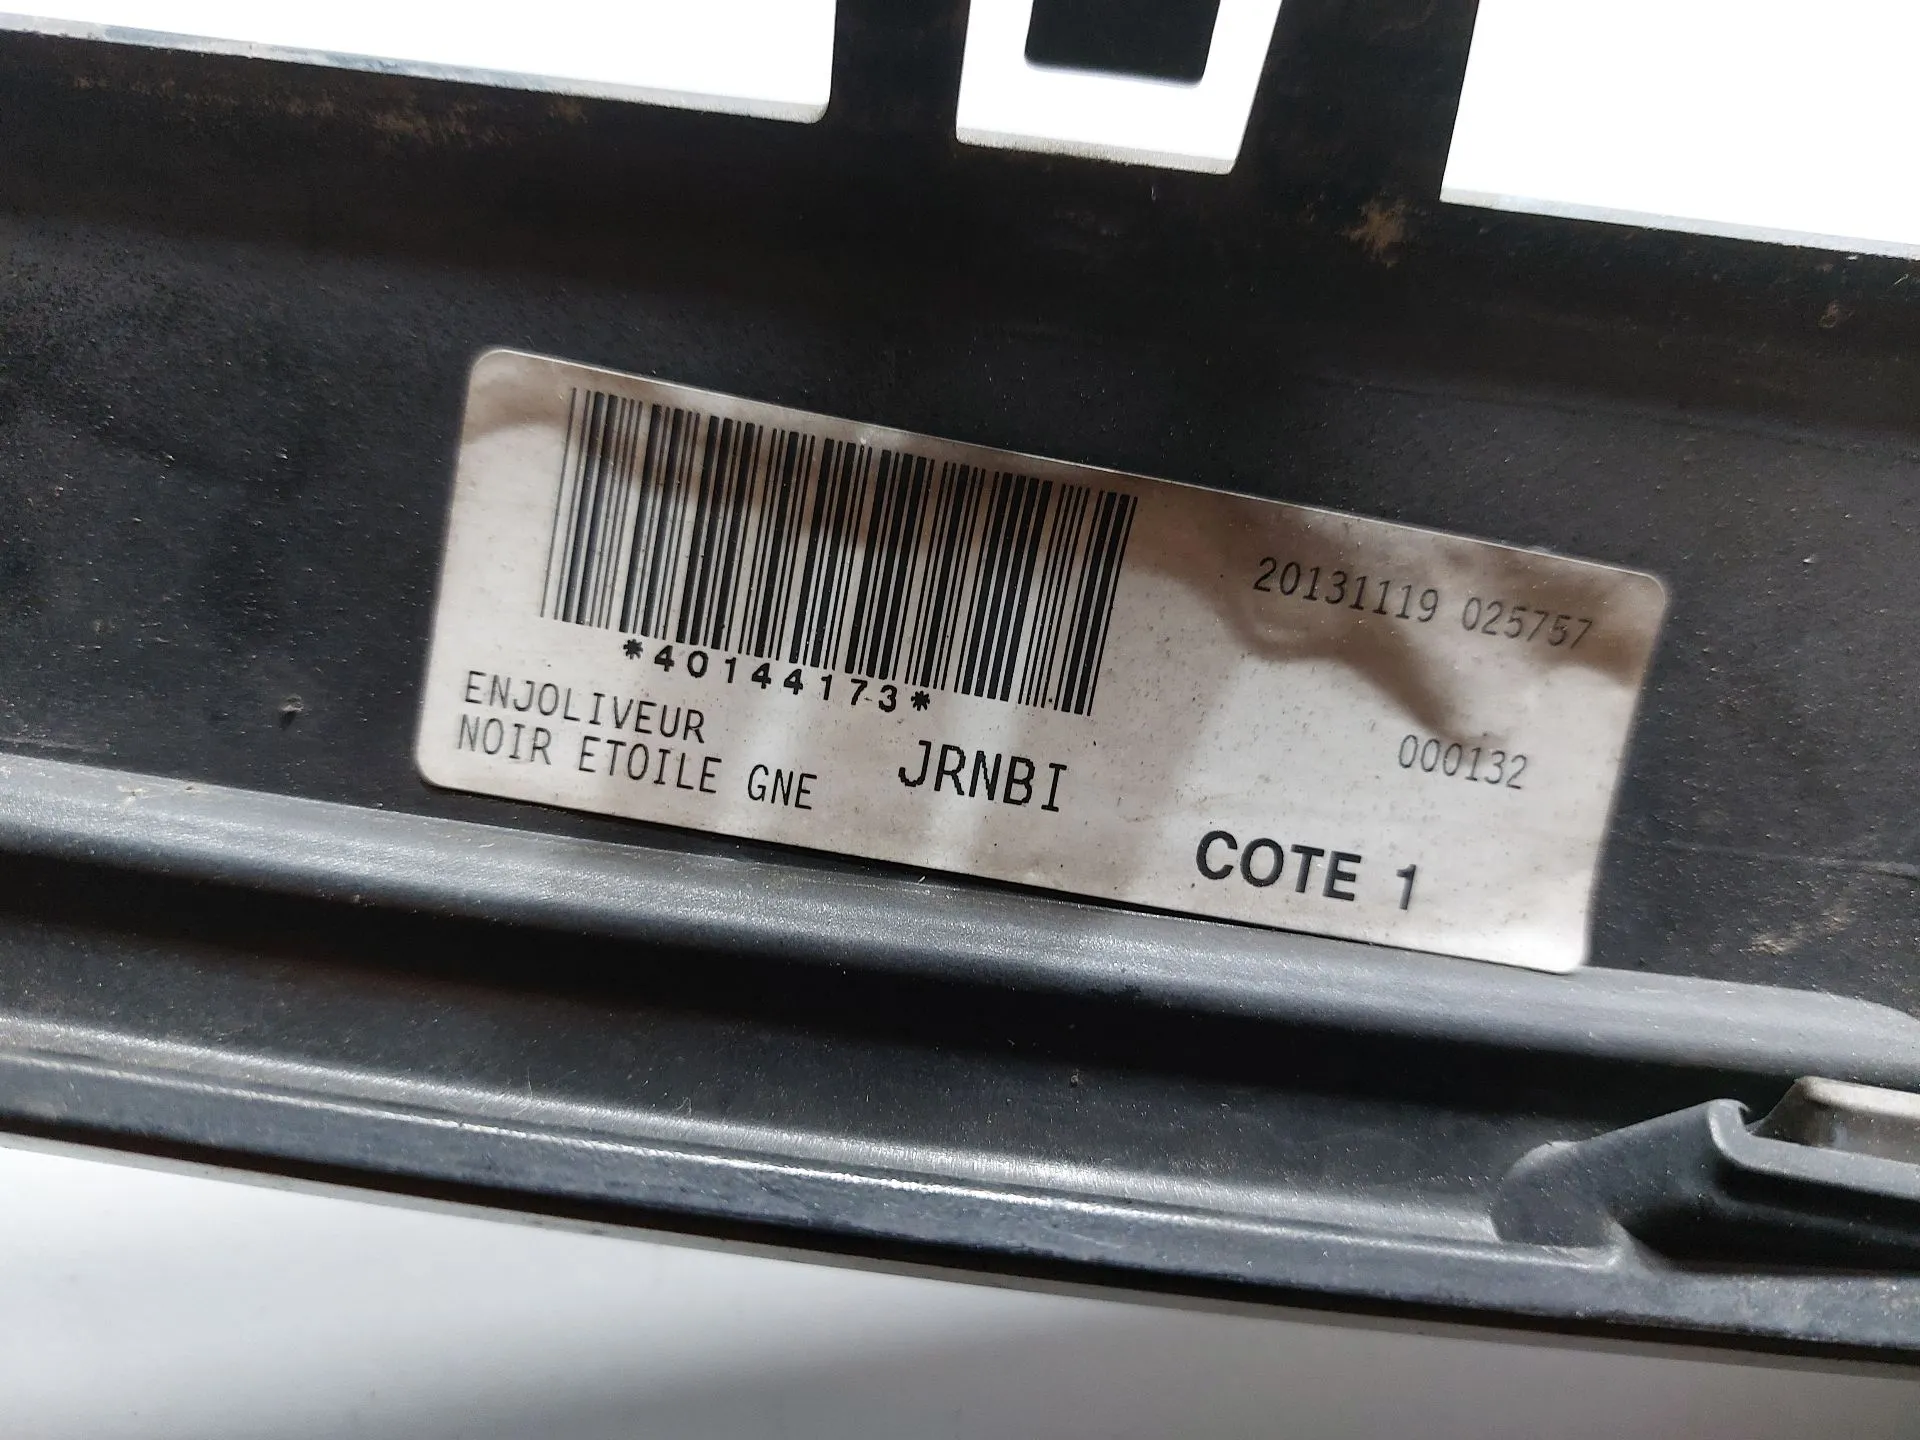 *40144173*
20131119 025757
ENJOLIVEUR
NOIR ETOILE GNE
JRNBI
000132
COTE 1